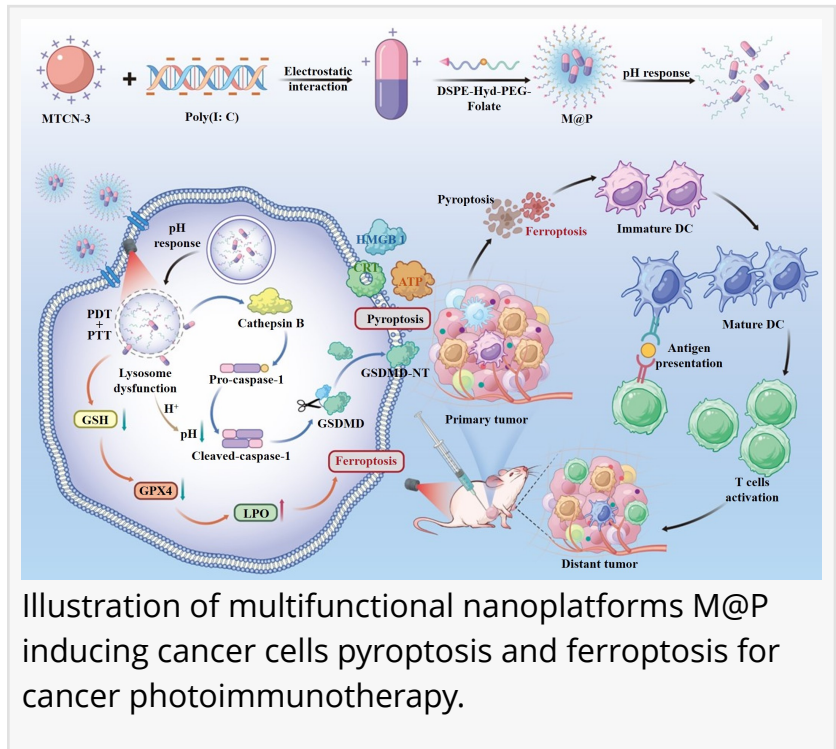 MTCN-3
+
Poly(I: C)
Electrostatic
interaction
DSPE-Hyd-PEG-
Folate
M@P
pH response
pH
response
PDT
+
PTT
Lysosome
dysfunction
Cathepsin B
Pro-caspase-1
Cleaved-caspase-1
GSDMD
GSDMD-NT
H⁺
pH
GSH
GPX4
LPO
Ferroptosis
Pyroptosis
HMGB 1
CRT
ATP
Pyroptosis
Ferroptosis
Immature DC
Mature DC
Antigen
presentation
T cells
activation
Primary tumor
Distant tumor
Illustration of multifunctional nanoplatforms M@P
inducing cancer cells pyroptosis and ferroptosis for
cancer photoimmunotherapy.